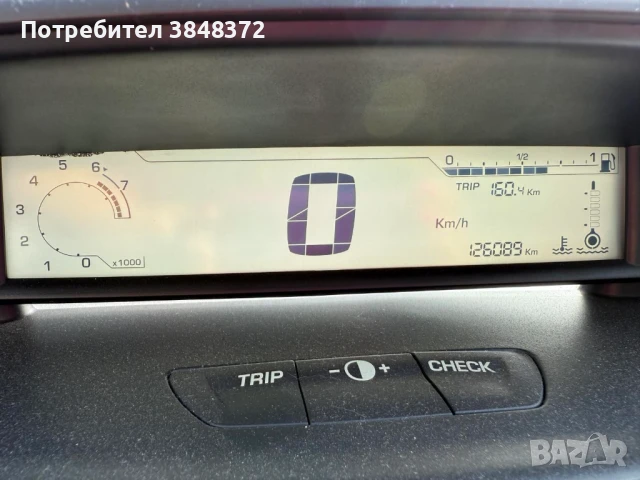 Потребител 3848372
0 1/2 1
5 6 7
4
3
2
1 0 x1000
TRIP 160.4 Km
0
Km/h
126089 Km
TRIP - + CHECK
BAZAR